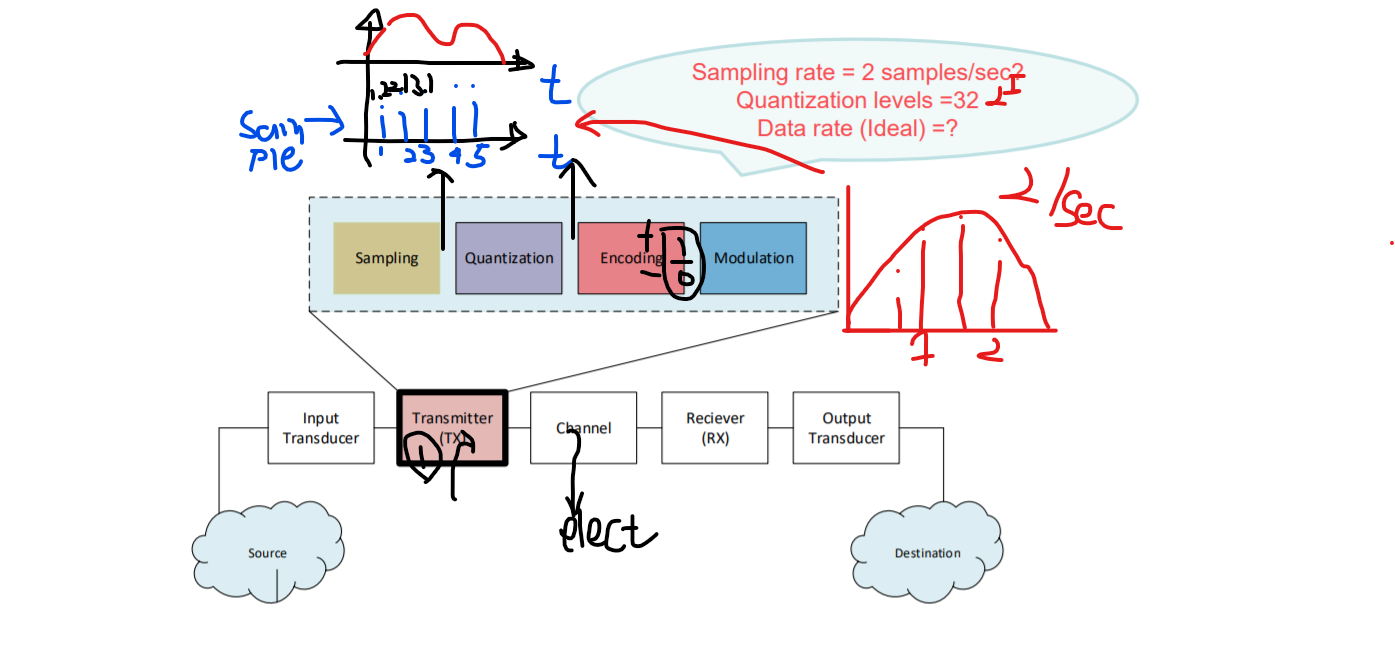 Sampling rate = 2 samples/sec?
Quantization levels =32
Data rate (Ideal) =?
t
Sam
ple
1 2 3 4 5
t
2/sec
Sampling
Quantization
Encoding
Modulation
+
-
1
0
1 2
Input
Transducer
Transmitter
(TX)
Channel
Reciever
(RX)
Output
Transducer
elect
Source
Destination